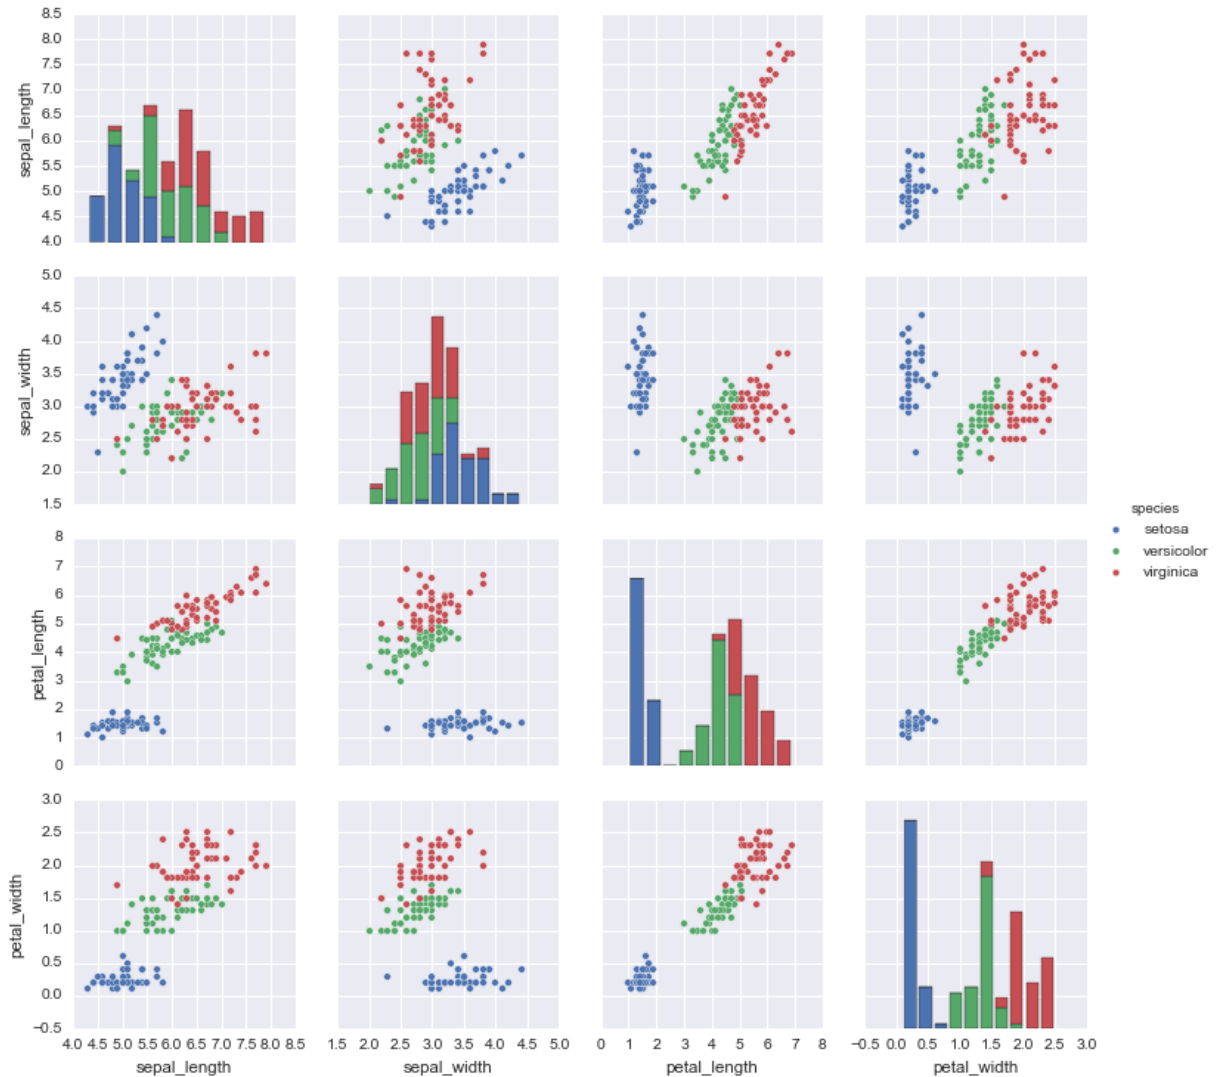 8.5
8.0
7.5
7.0
6.5
6.0
5.5
5.0
4.5
4.0
sepal_length
5.0
4.5
4.0
3.5
3.0
2.5
2.0
1.5
sepal_width
8
7
6
5
4
3
2
1
0
petal_length
3.0
2.5
2.0
1.5
1.0
0.5
0.0
−0.5
petal_width
4.0 4.5 5.0 5.5 6.0 6.5 7.0 7.5 8.0 8.5
sepal_length
1.5 2.0 2.5 3.0 3.5 4.0 4.5 5.0
sepal_width
0 1 2 3 4 5 6 7 8
petal_length
−0.5 0.0 0.5 1.0 1.5 2.0 2.5 3.0
petal_width
species
setosa
versicolor
virginica